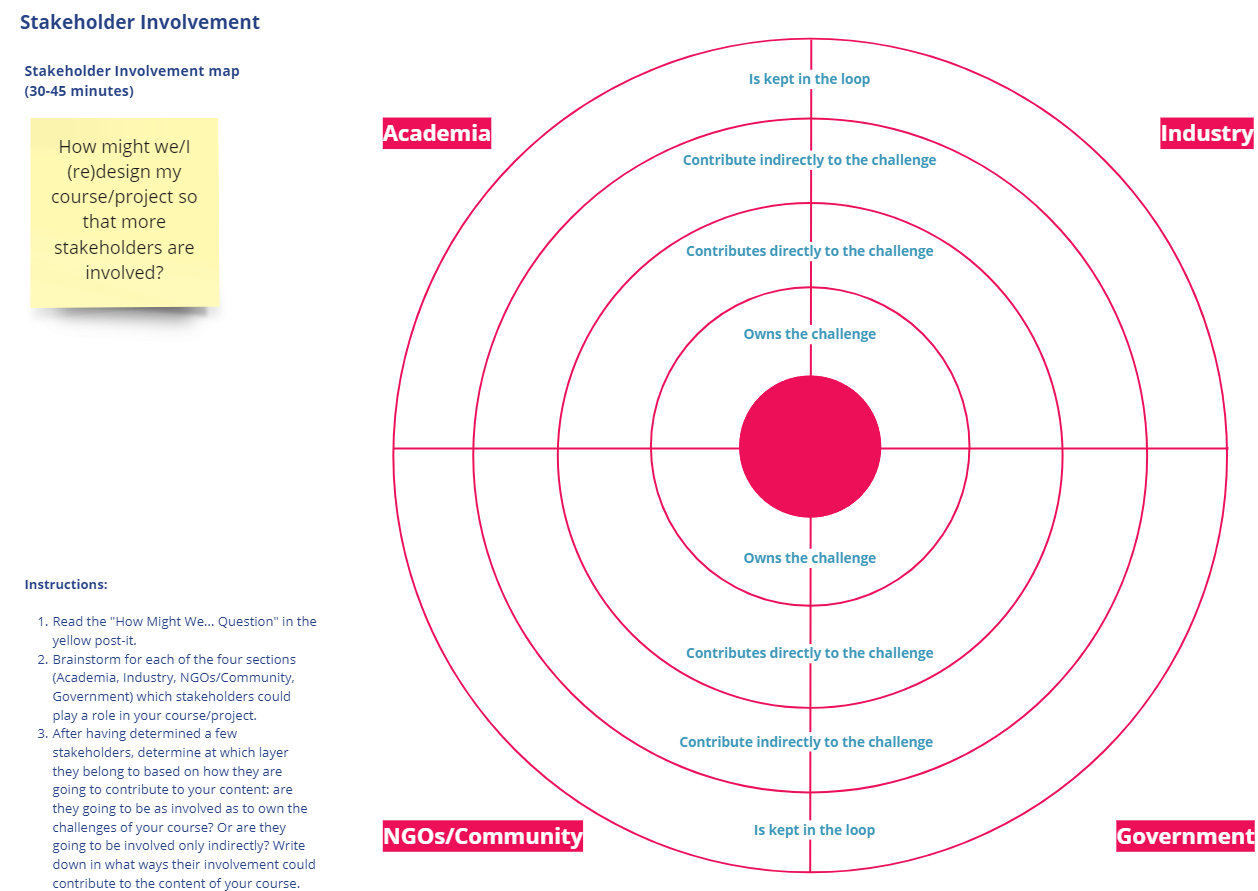 Stakeholder Involvement
Stakeholder Involvement map
(30-45 minutes)
How might we/I
(re)design my
course/project so
that more
stakeholders are
involved?
Instructions:
1. Read the "How Might We... Question" in the
yellow post-it.
2. Brainstorm for each of the four sections
(Academia, Industry, NGOs/Community,
Government) which stakeholders could
play a role in your course/project.
3. After having determined a few
stakeholders, determine at which layer
they belong to based on how they are
going to contribute to your content: are
they going to be as involved as to own the
challenges of your course? Or are they
going to be involved only indirectly? Write
down in what ways their involvement could
contribute to the content of your course.
Academia
Industry
Is kept in the loop
Contribute indirectly to the challenge
Contributes directly to the challenge
Owns the challenge
Owns the challenge
Contributes directly to the challenge
Contribute indirectly to the challenge
Is kept in the loop
NGOs/Community
Government